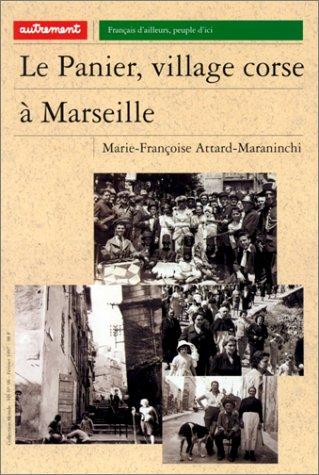 autrement
Français d'ailleurs, peuple d'ici
Le Panier, village corse
à Marseille
Marie-Françoise Attard-Maraninchi